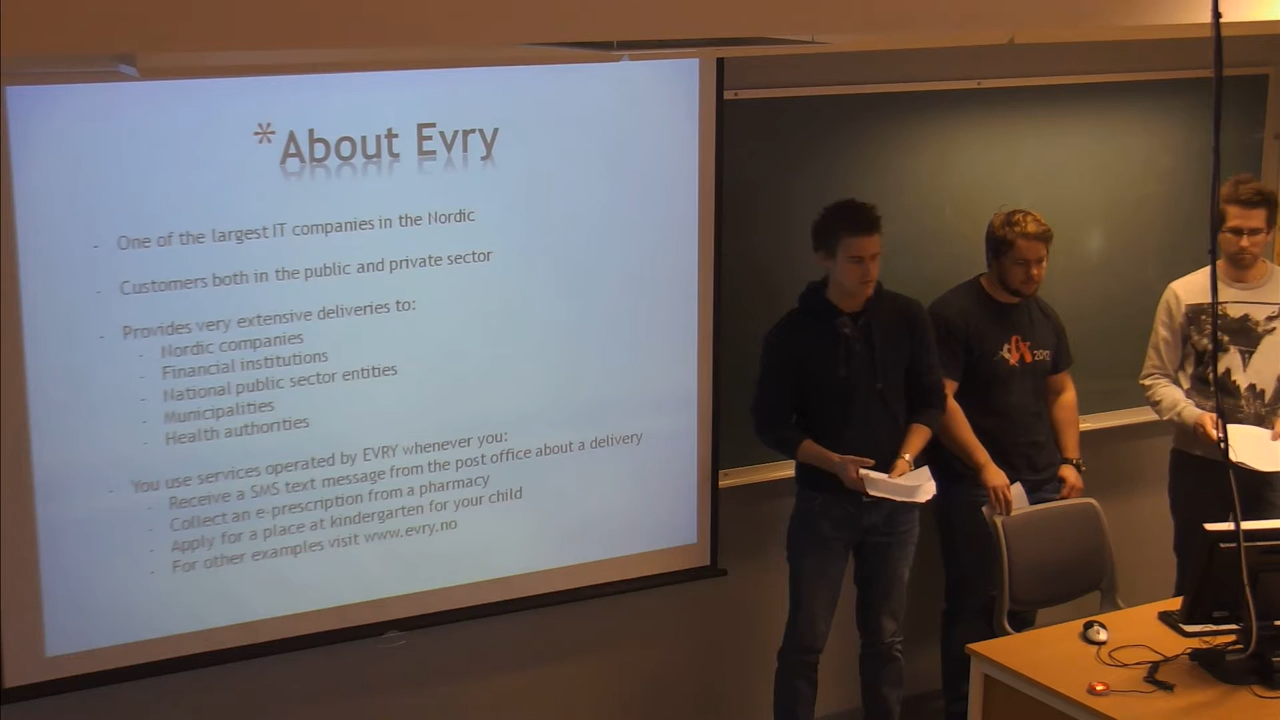 *About Evry
- One of the largest IT companies in the Nordic
- Customers both in the public and private sector
- Provides very extensive deliveries to:
- Nordic companies
- Financial institutions
- National public sector entities
- Municipalities
- Health authorities
- You use services operated by EVRY whenever you:
- Receive a SMS text message from the post office about a delivery
- Collect an e-prescription from a pharmacy
- Apply for a place at kindergarten for your child
- For other examples visit www.evry.no
2012